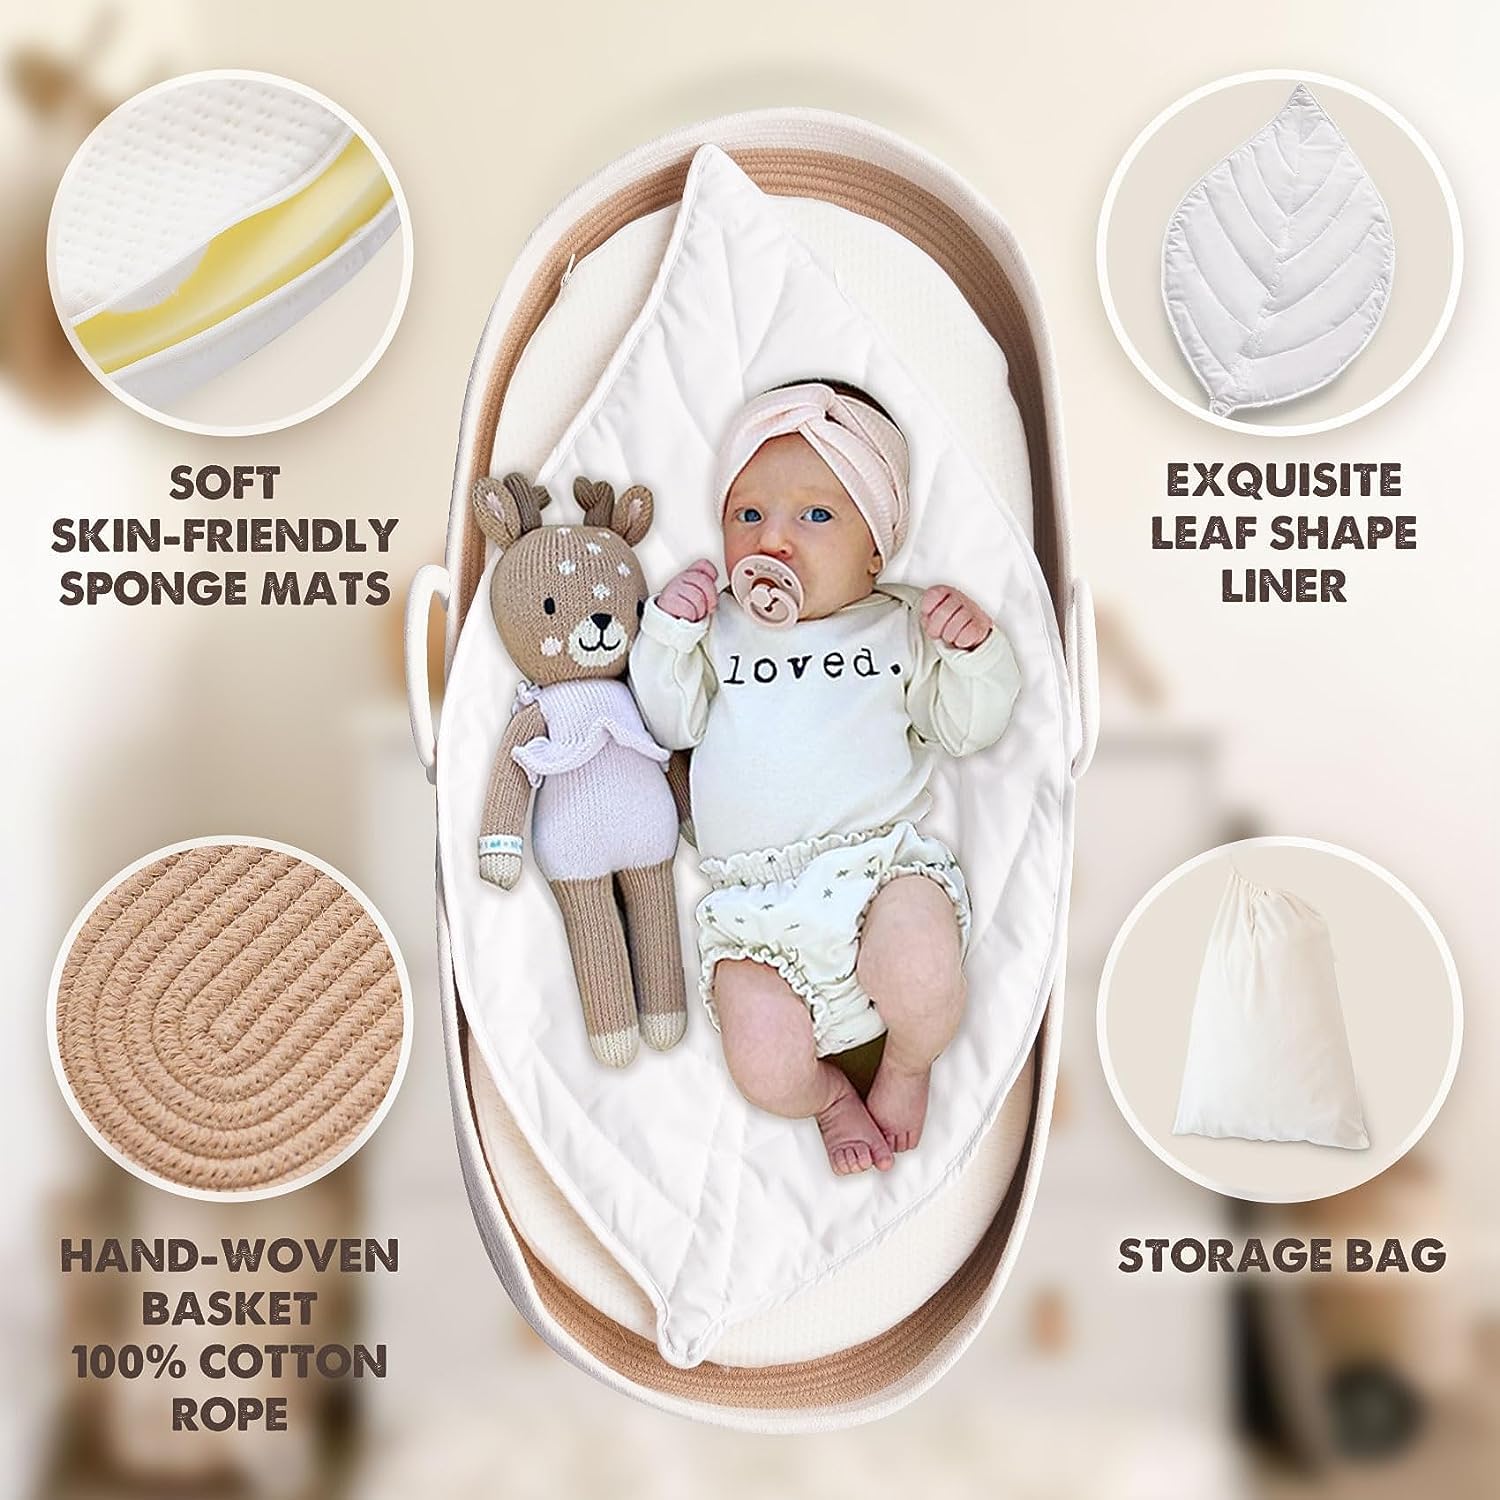 SOFT
SKIN-FRIENDLY
SPONGE MATS
EXQUISITE
LEAF SHAPE
LINER
loved.
HAND-WOVEN
BASKET
100% COTTON
ROPE
STORAGE BAG